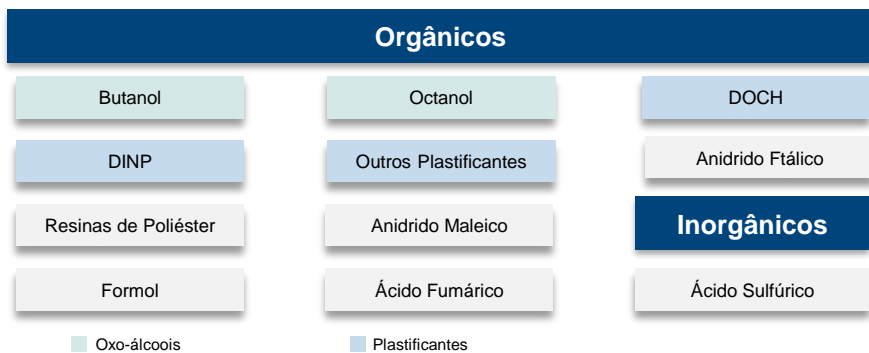 Orgânicos
Butanol
Octanol
DOCH
DINP
Outros Plastificantes
Anidrido Ftálico
Resinas de Poliéster
Anidrido Maleico
Inorgânicos
Formol
Ácido Fumárico
Ácido Sulfúrico
Oxo-álcoois
Plastificantes